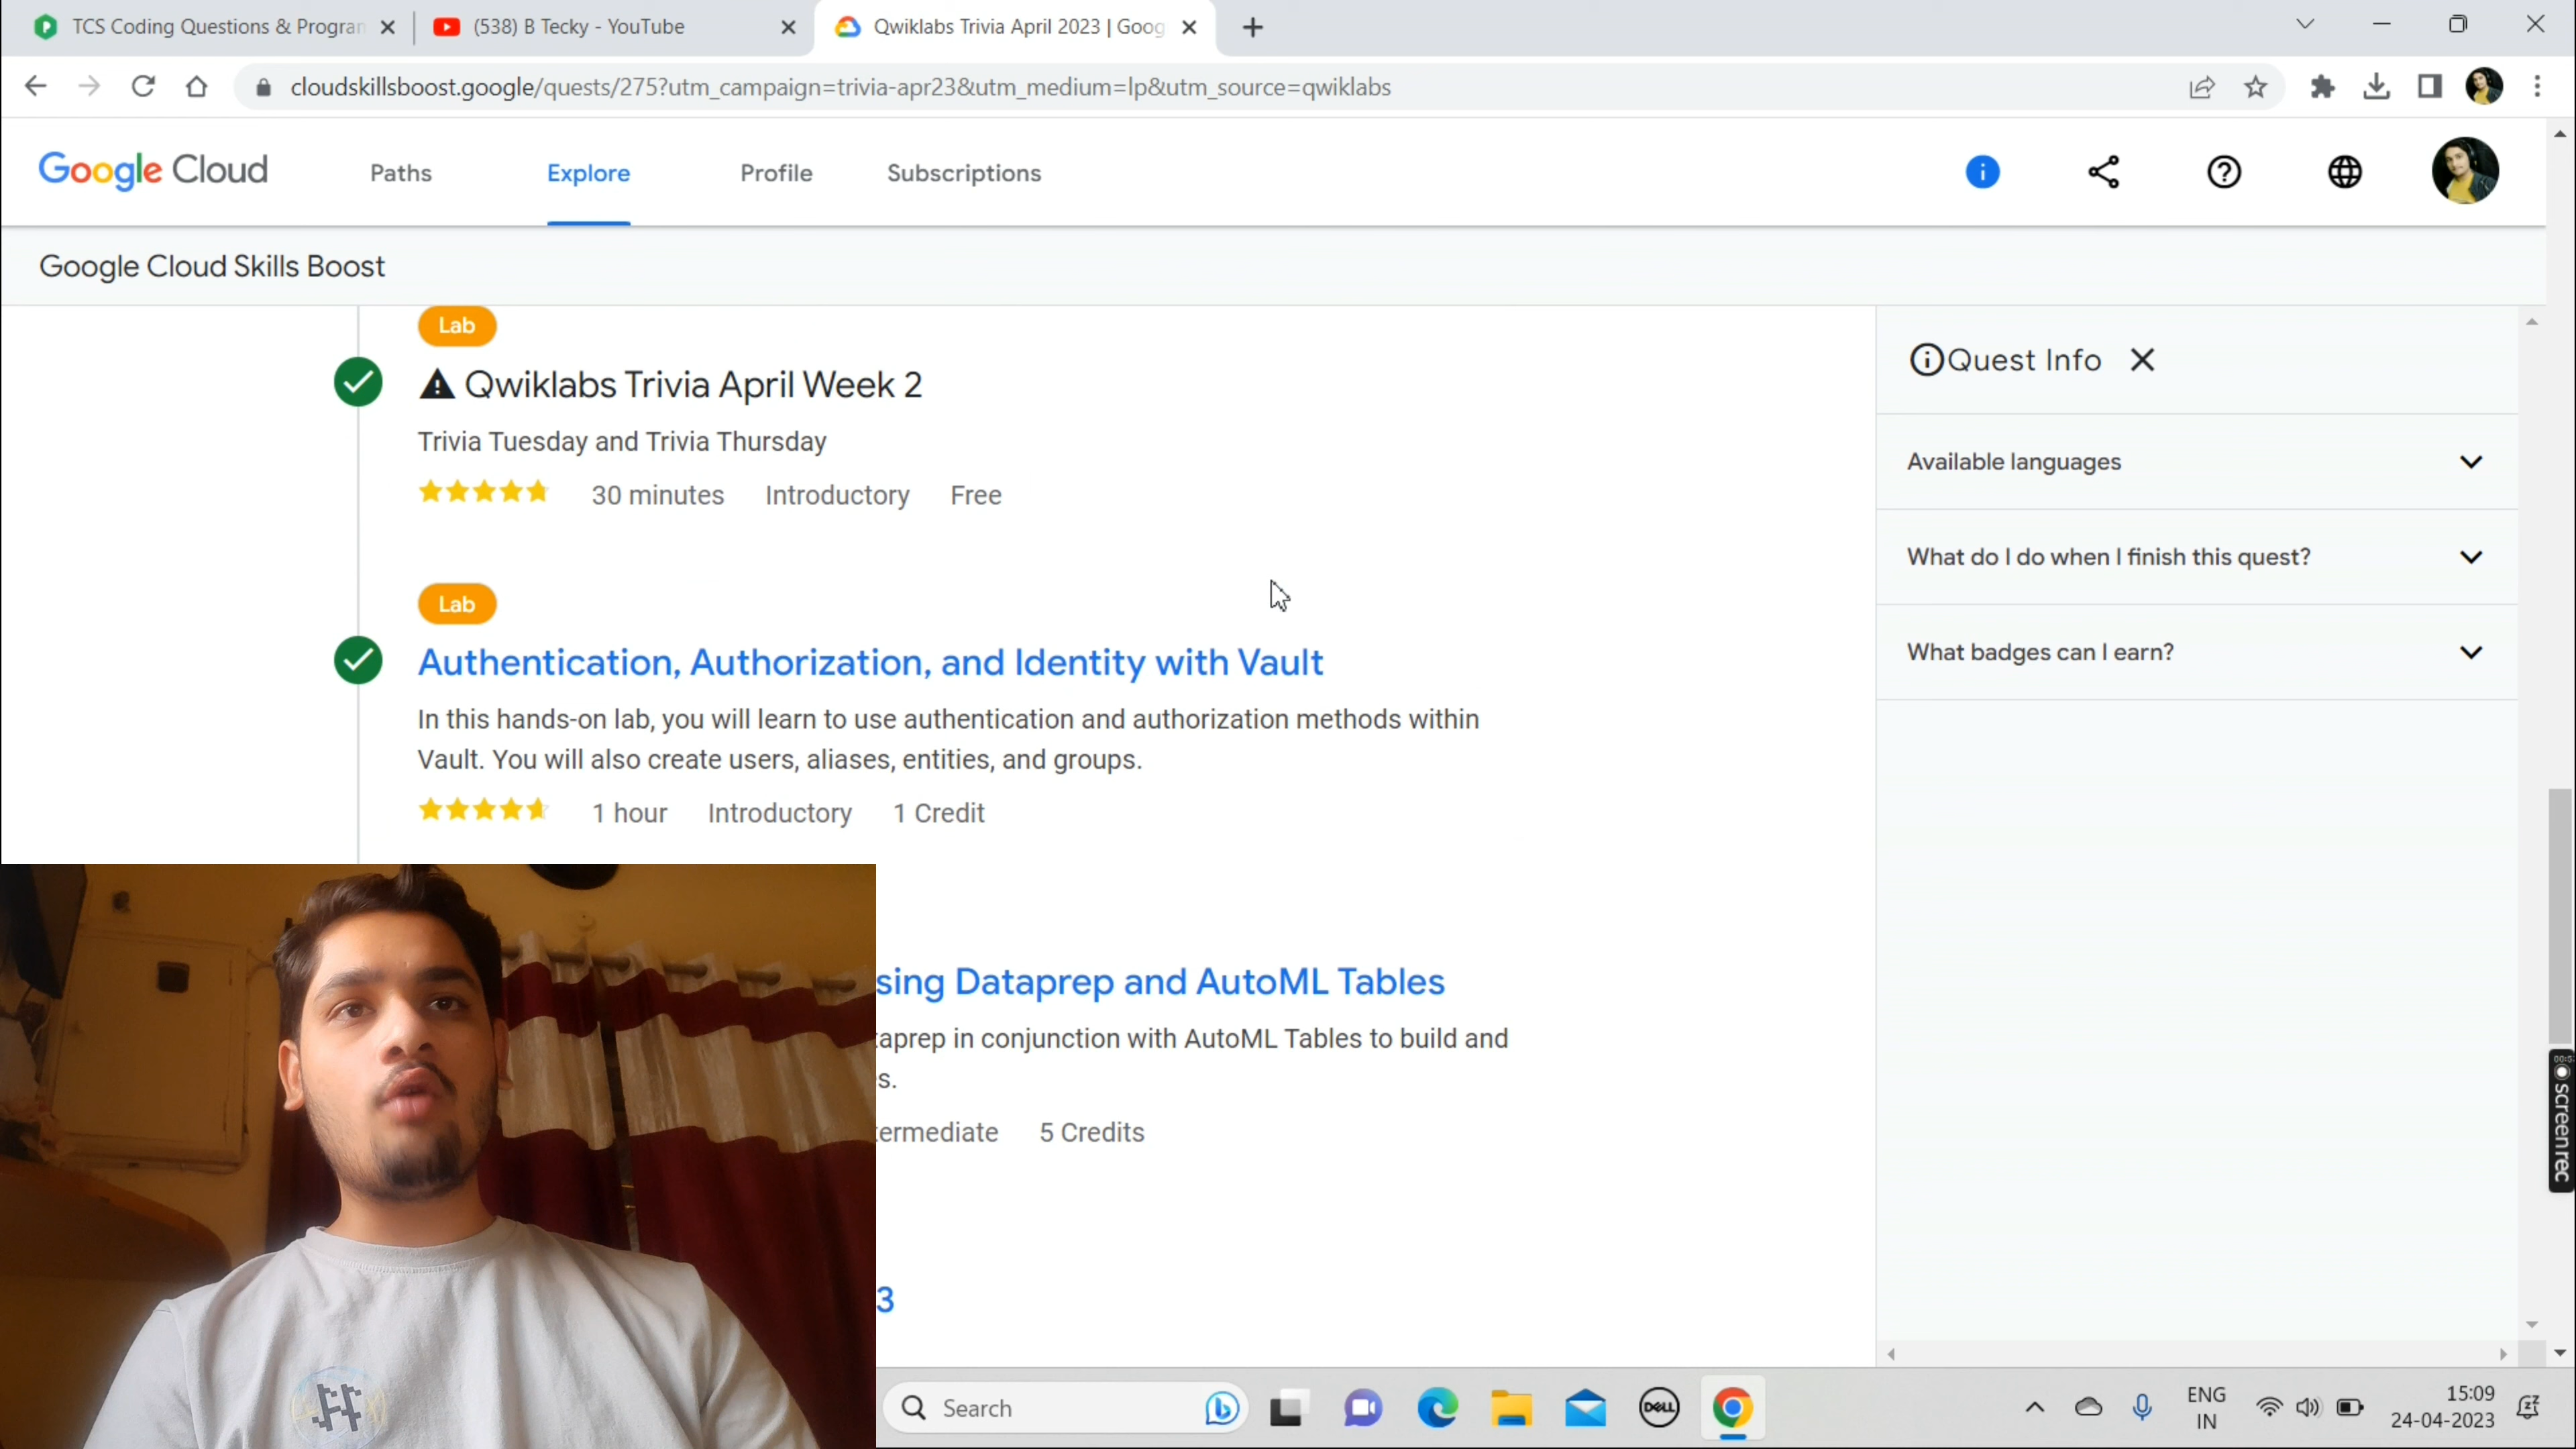 TCS Coding Questions & Program
(538) B Tecky - YouTube
Qwiklabs Trivia April 2023 | Goog
cloudskillsboost.google/quests/275?utm_campaign=trivia-apr23&utm_medium=lp&utm_source=qwiklabs
Google Cloud
Paths
Explore
Profile
Subscriptions
Google Cloud Skills Boost
Lab
Qwiklabs Trivia April Week 2
Trivia Tuesday and Trivia Thursday
30 minutes Introductory Free
Lab
Authentication, Authorization, and Identity with Vault
In this hands-on lab, you will learn to use authentication and authorization methods within
Vault. You will also create users, aliases, entities, and groups.
1 hour Introductory 1 Credit
sing Dataprep and AutoML Tables
taprep in conjunction with AutoML Tables to build and
s.
termediate 5 Credits
3
Quest Info
Available languages
What do I do when I finish this quest?
What badges can I earn?
screenrec
Search
DELL
ENG
IN
15:09
24-04-2023